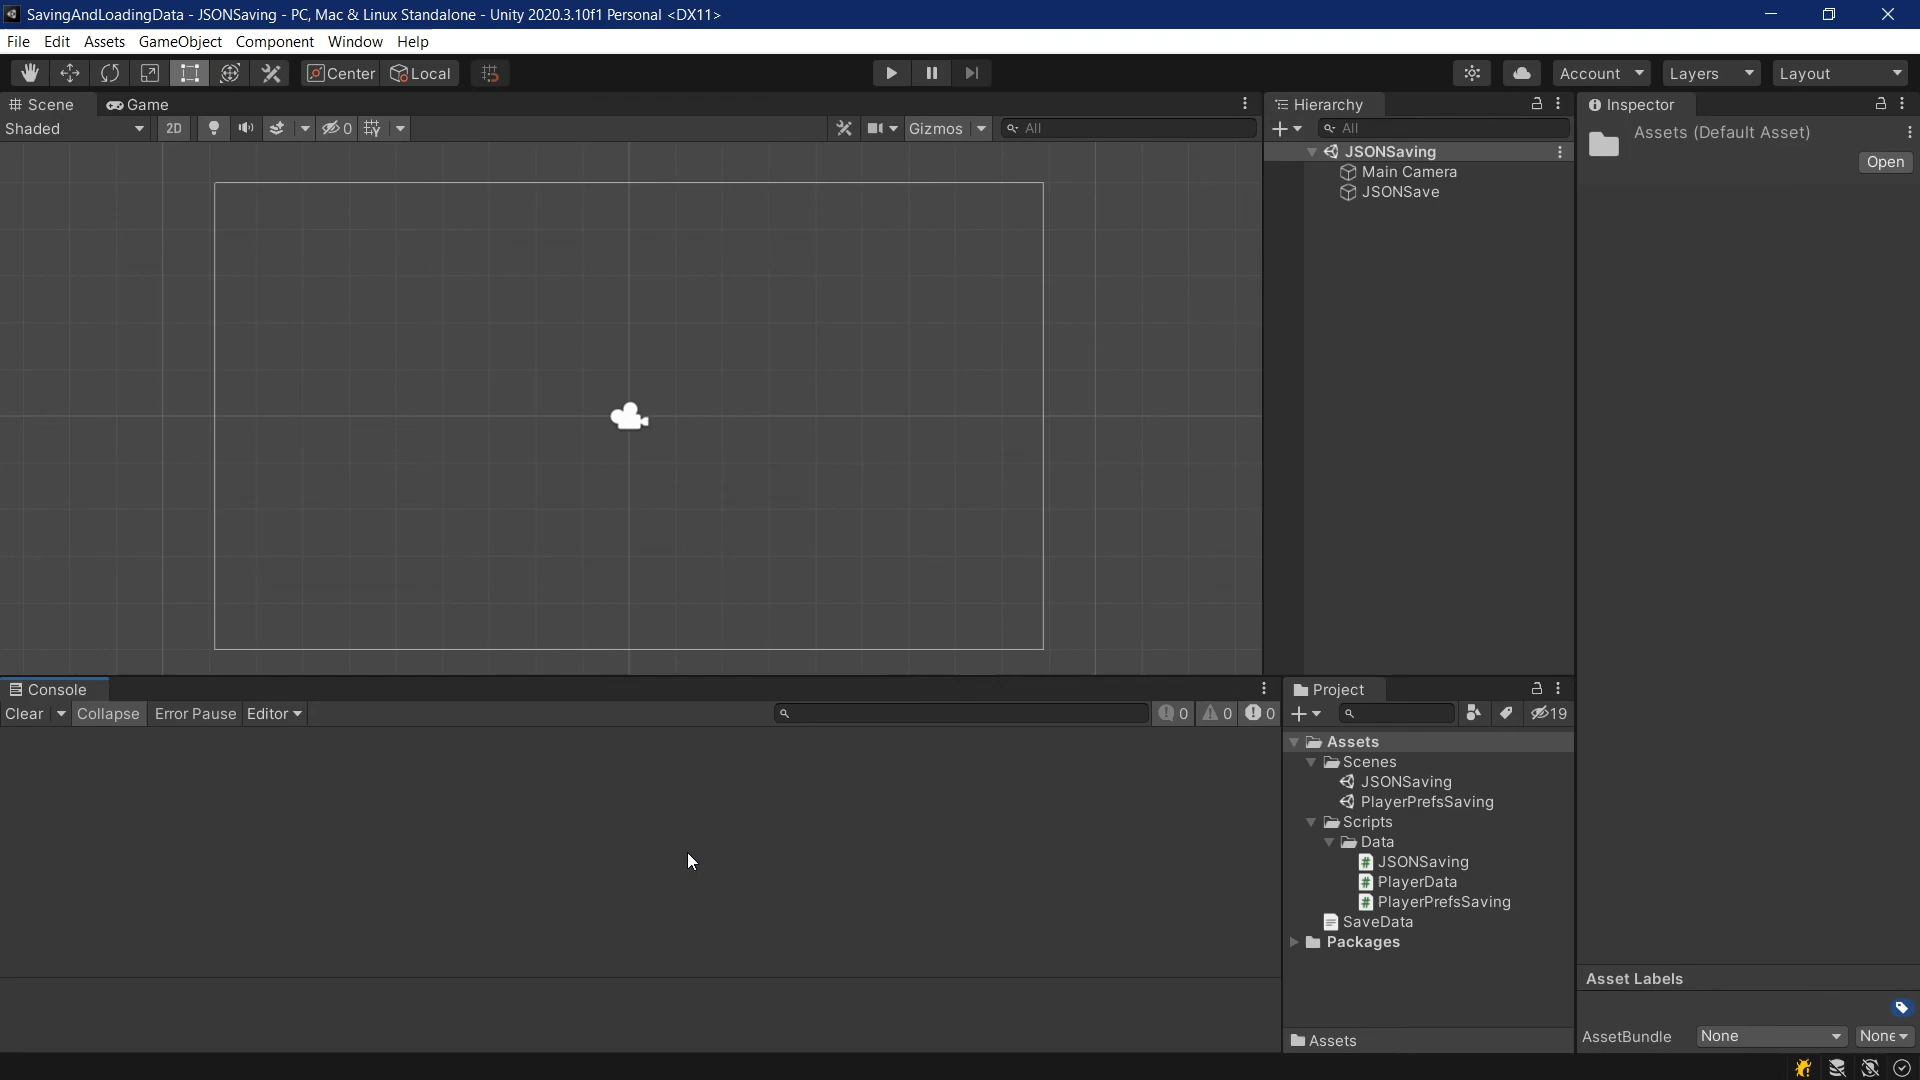 SavingAndLoadingData - JSONSaving - PC, Mac & Linux Standalone - Unity 2020.3.10f1 Personal <DX11>
File Edit Assets GameObject Component Window Help
Center Local Account Layers Layout
Scene Game
Shaded 2D 0 Gizmos All
Hierarchy
All
JSONSaving
Main Camera
JSONSave
Inspector
Assets (Default Asset)
Open
Console
Clear Collapse Error Pause Editor 0 0 0
Project
19
Assets
Scenes
JSONSaving
PlayerPrefsSaving
Scripts
Data
JSONSaving
PlayerData
PlayerPrefsSaving
SaveData
Packages
Assets
Asset Labels
AssetBundle None None